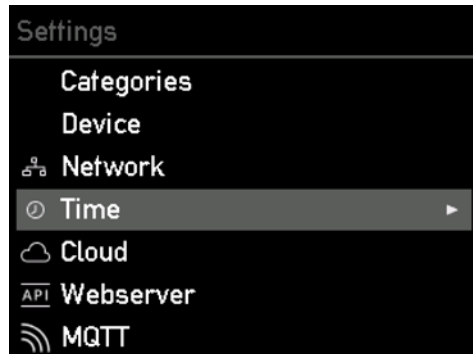 Settings
Categories
Device
Network
Time
Cloud
API Webserver
MQTT